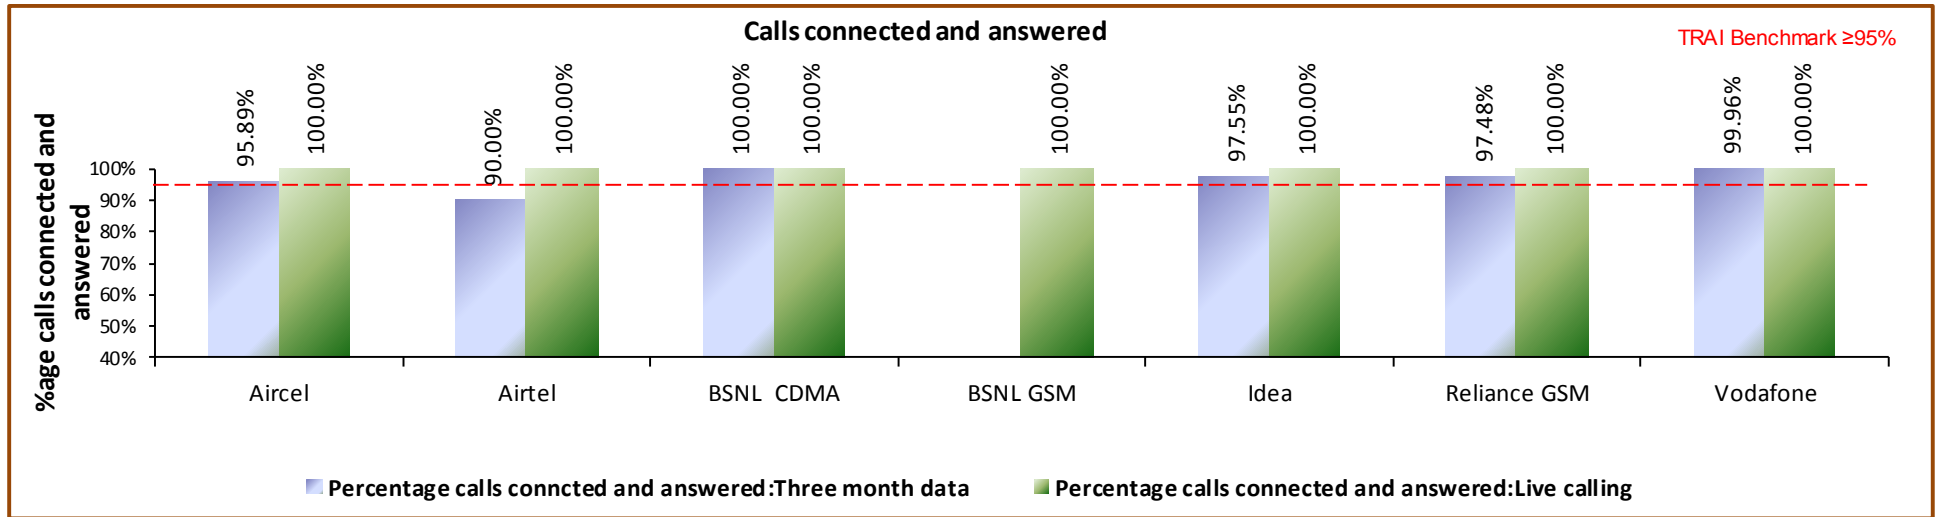 Calls connected and answered
TRAI Benchmark ≥95%
%age calls connected and
answered
95.89%
100.00%
90.00%
100.00%
100.00%
100.00%
100.00%
97.55%
100.00%
97.48%
100.00%
99.96%
100.00%
100%
90%
80%
70%
60%
50%
40%
Aircel
Airtel
BSNL CDMA
BSNL GSM
Idea
Reliance GSM
Vodafone
Percentage calls conncted and answered:Three month data
Percentage calls connected and answered:Live calling